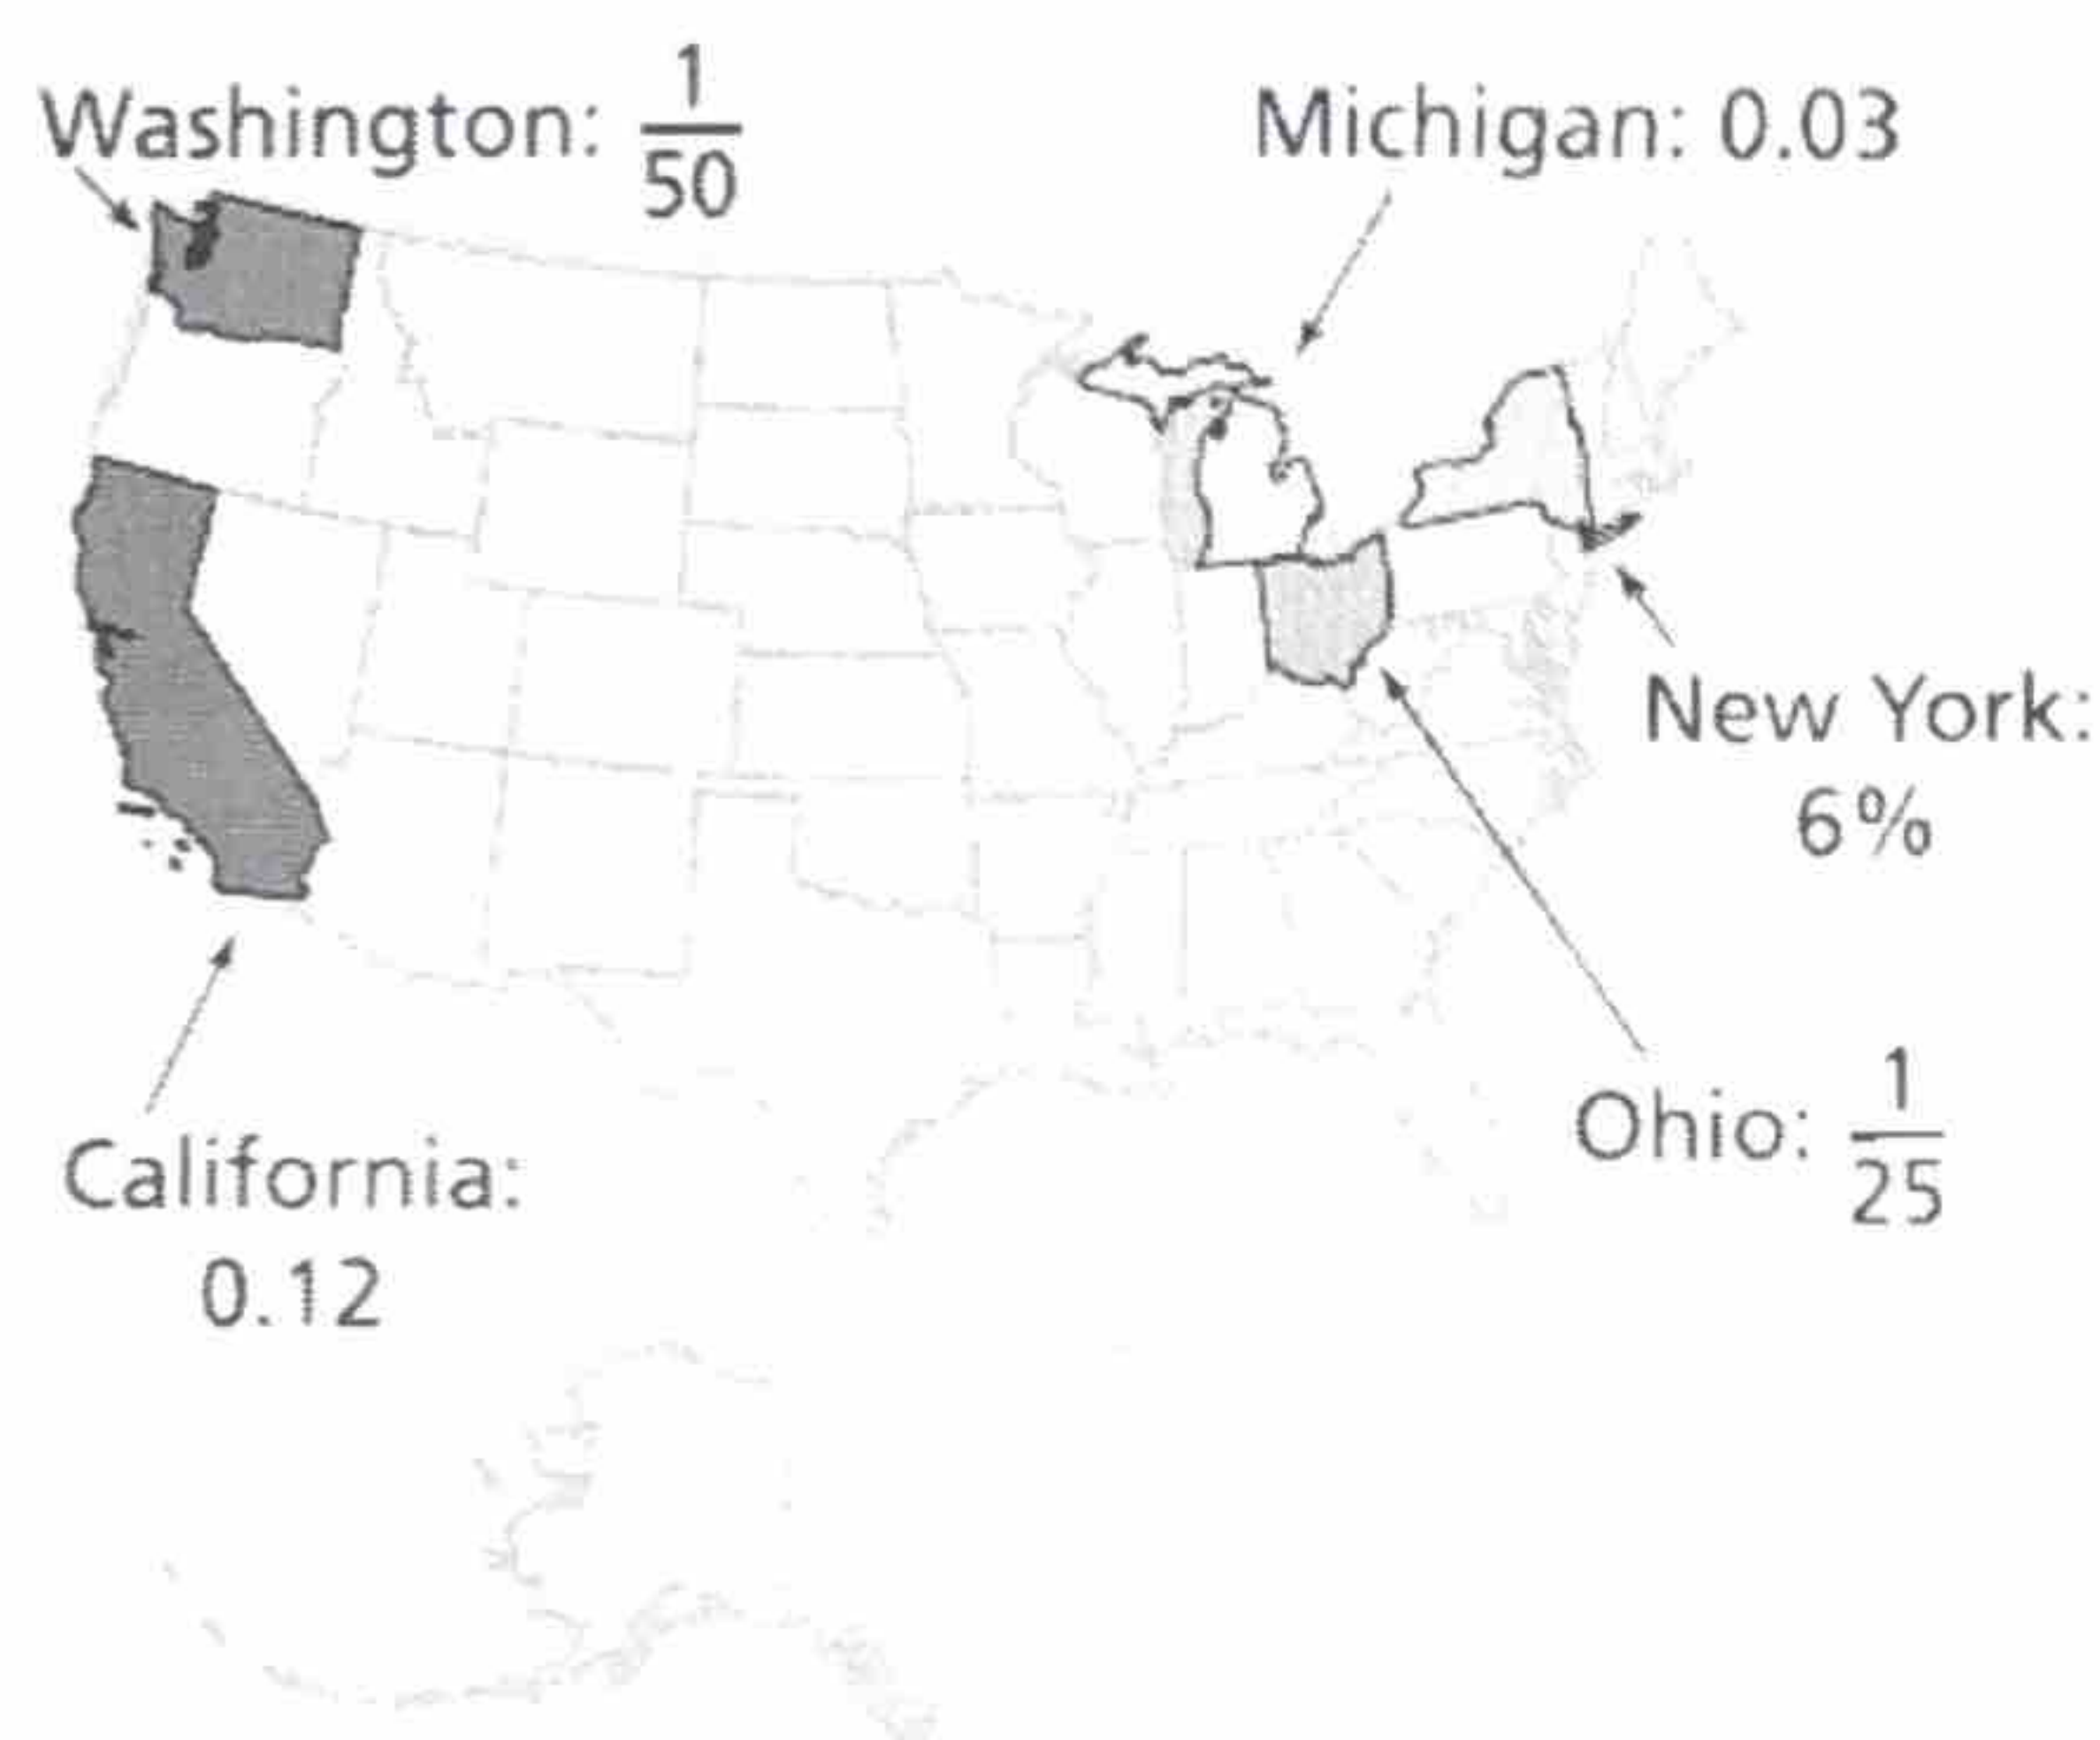 Washington: 1/50
Michigan: 0.03
New York:
6%
Ohio: 1/25
California:
0.12